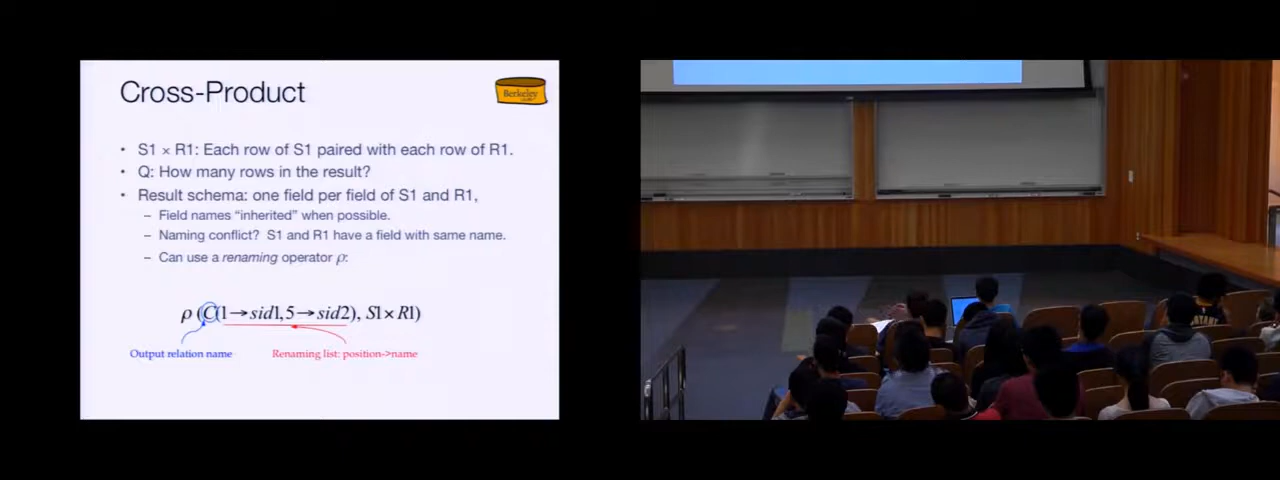 Cross-Product
Berkeley
• S1 × R1: Each row of S1 paired with each row of R1.
• Q: How many rows in the result?
• Result schema: one field per field of S1 and R1,
– Field names “inherited” when possible.
– Naming conflict? S1 and R1 have a field with same name.
– Can use a renaming operator ρ:
ρ (C(1→sid1,5→sid2), S1×R1)
Output relation name
Renaming list: position->name